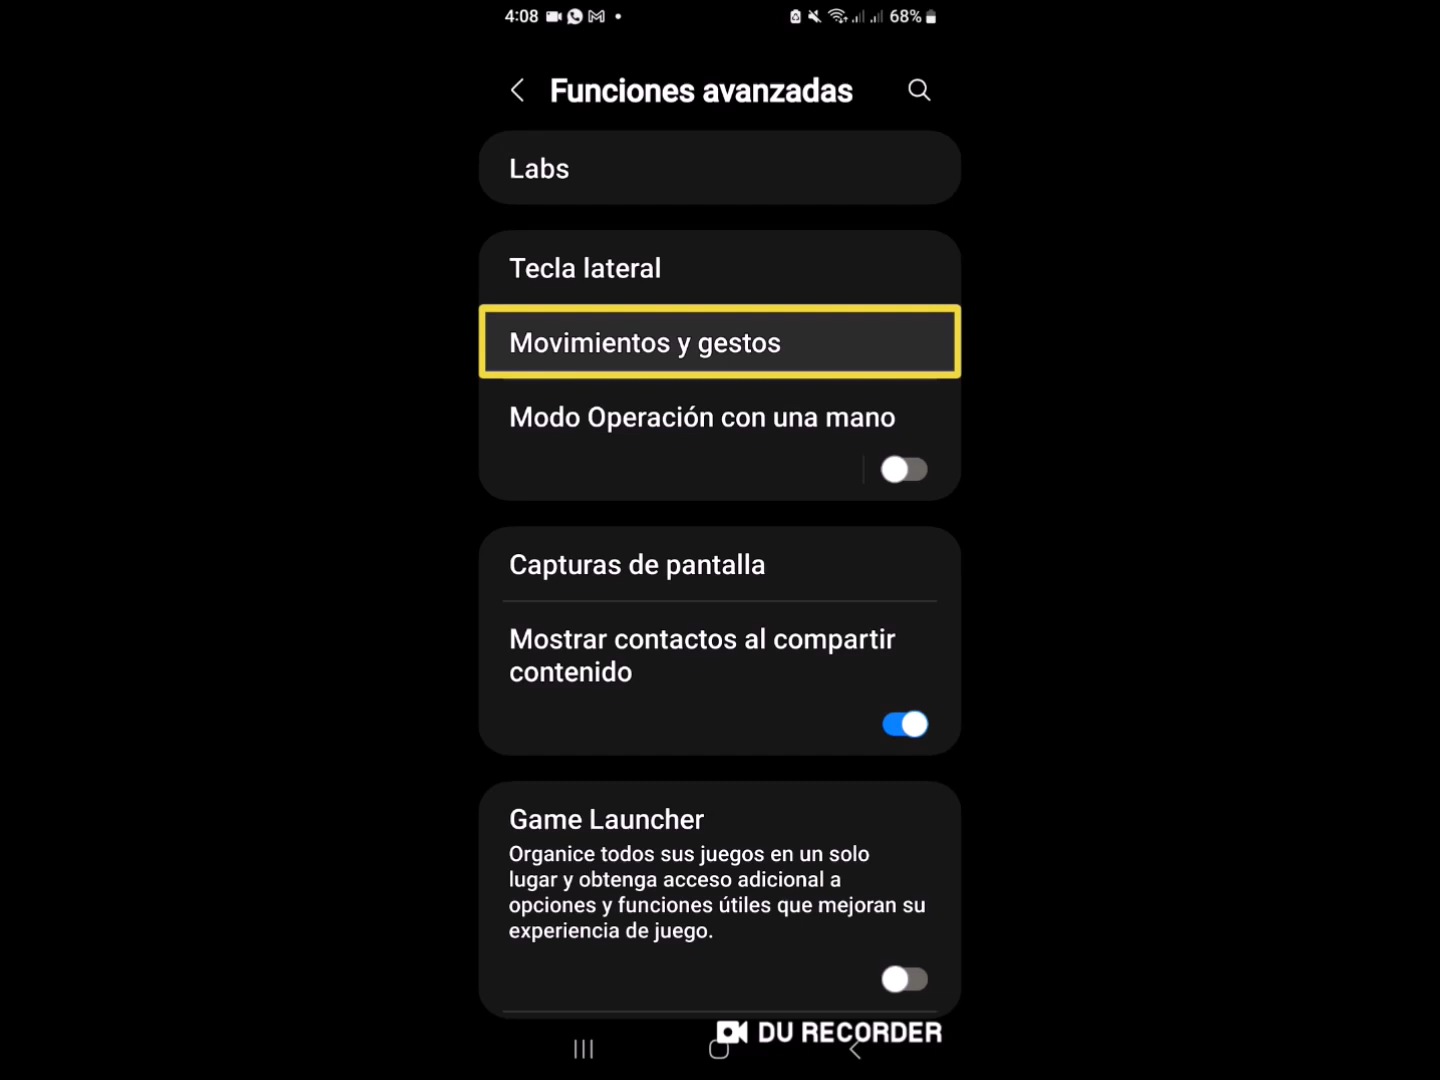 4:08
68%
Funciones avanzadas
Labs
Tecla lateral
Movimientos y gestos
Modo Operación con una mano
Capturas de pantalla
Mostrar contactos al compartir
contenido
Game Launcher
Organice todos sus juegos en un solo
lugar y obtenga acceso adicional a
opciones y funciones útiles que mejoran su
experiencia de juego.
DU RECORDER